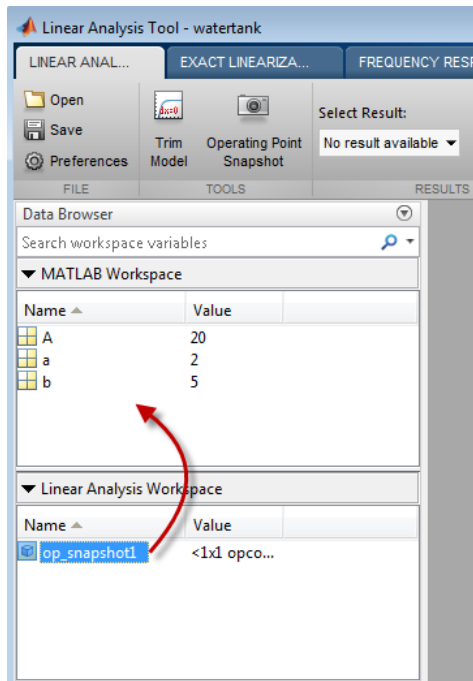 Linear Analysis Tool - watertank
LINEAR ANAL...
EXACT LINEARIZA...
FREQUENCY RESP
Open
Save
Preferences
FILE
dx=0
Trim
Model
Operating Point
Snapshot
TOOLS
Select Result:
No result available
RESULTS
Data Browser
Search workspace variables
MATLAB Workspace
Name Value
A 20
a 2
b 5
Linear Analysis Workspace
Name Value
op_snapshot1 <1x1 opco...